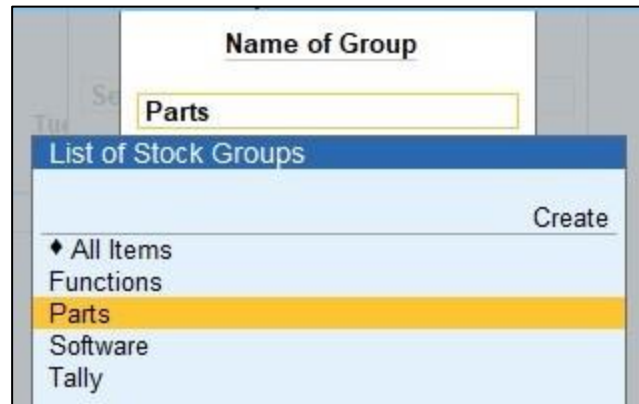 Name of Group
Parts
List of Stock Groups
Create
♦ All Items
Functions
Parts
Software
Tally